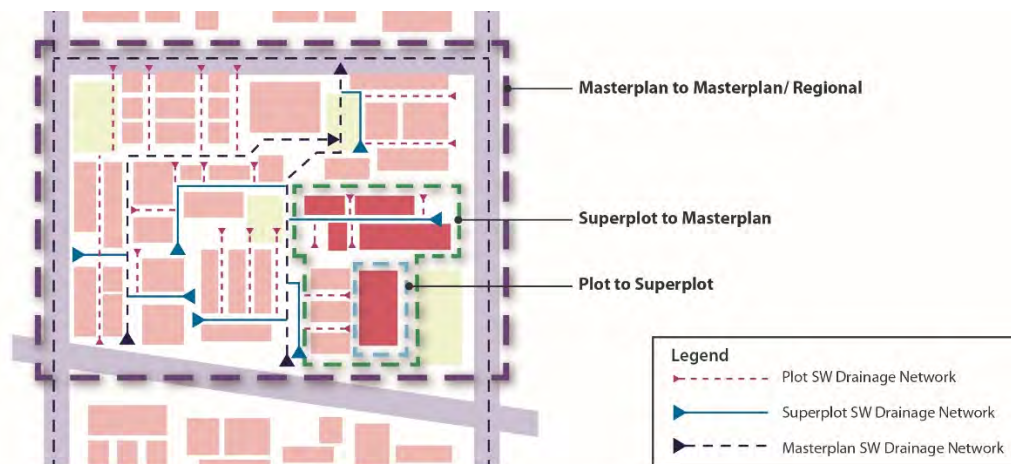 Masterplan to Masterplan/ Regional
Superplot to Masterplan
Plot to Superplot
Legend
Plot SW Drainage Network
Superplot SW Drainage Network
Masterplan SW Drainage Network